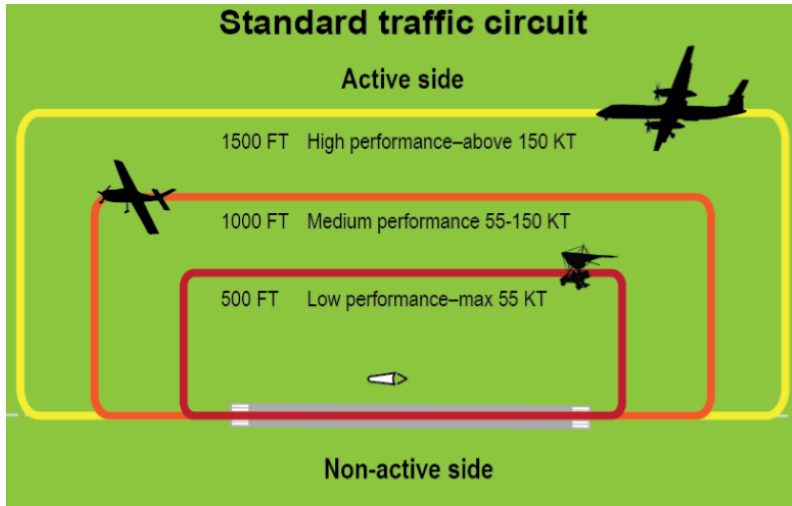 Standard traffic circuit
Active side
1500 FT High performance–above 150 KT
1000 FT Medium performance 55-150 KT
500 FT Low performance–max 55 KT
Non-active side